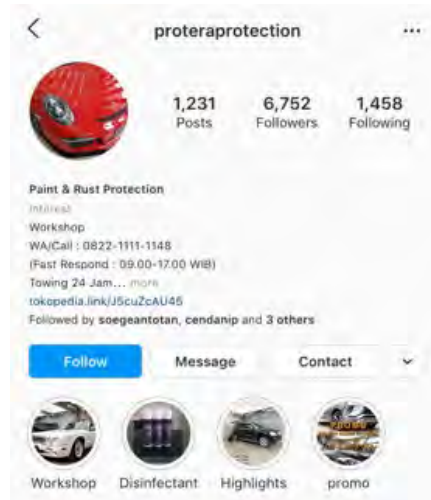 proteraprotection
1,231 6,752 1,458
Posts Followers Following
Paint & Rust Protection
Interest
Workshop
WA/Call : 0822-1111-1148
(Fast Respond : 09.00-17.00 WIB)
Towing 24 Jam... more
tokopedia.link/J5cuZcAU45
Followed by soegeantotan, cendanip and 3 others
Follow Message Contact
Workshop Disinfectant Highlights promo